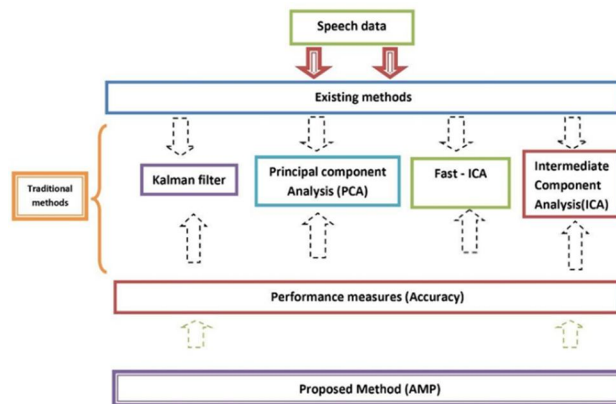 Speech data
Existing methods
Traditional
methods
Kalman filter
Principal component
Analysis (PCA)
Fast - ICA
Intermediate
Component
Analysis(ICA)
Performance measures (Accuracy)
Proposed Method (AMP)